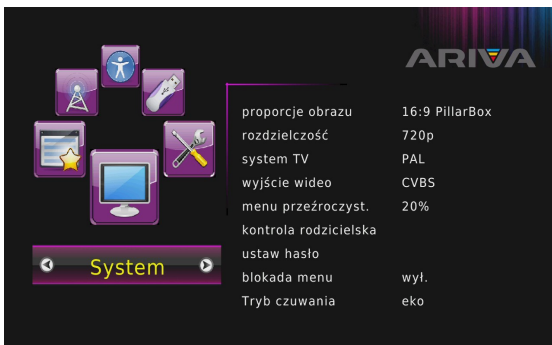 ARIVA
proporcje obrazu 16:9 PillarBox
rozdzielczość 720p
system TV PAL
wyjście wideo CVBS
menu przeźroczyst. 20%
kontrola rodzicielska
ustaw hasło
blokada menu wył.
Tryb czuwania eko
System